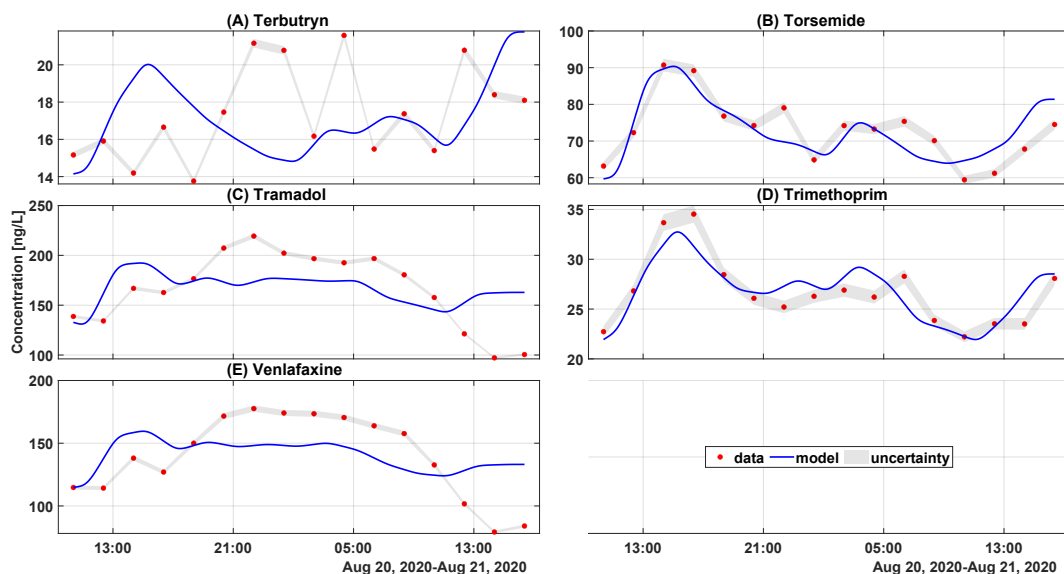 (A) Terbutryn
20
18
16
14
(B) Torsemide
100
90
80
70
60
(C) Tramadol
250
200
150
100
Concentration [ng/L]
(D) Trimethoprim
35
30
25
20
(E) Venlafaxine
200
150
100
13:00 21:00 05:00 13:00
Aug 20, 2020-Aug 21, 2020
data model uncertainty
13:00 21:00 05:00 13:00
Aug 20, 2020-Aug 21, 2020